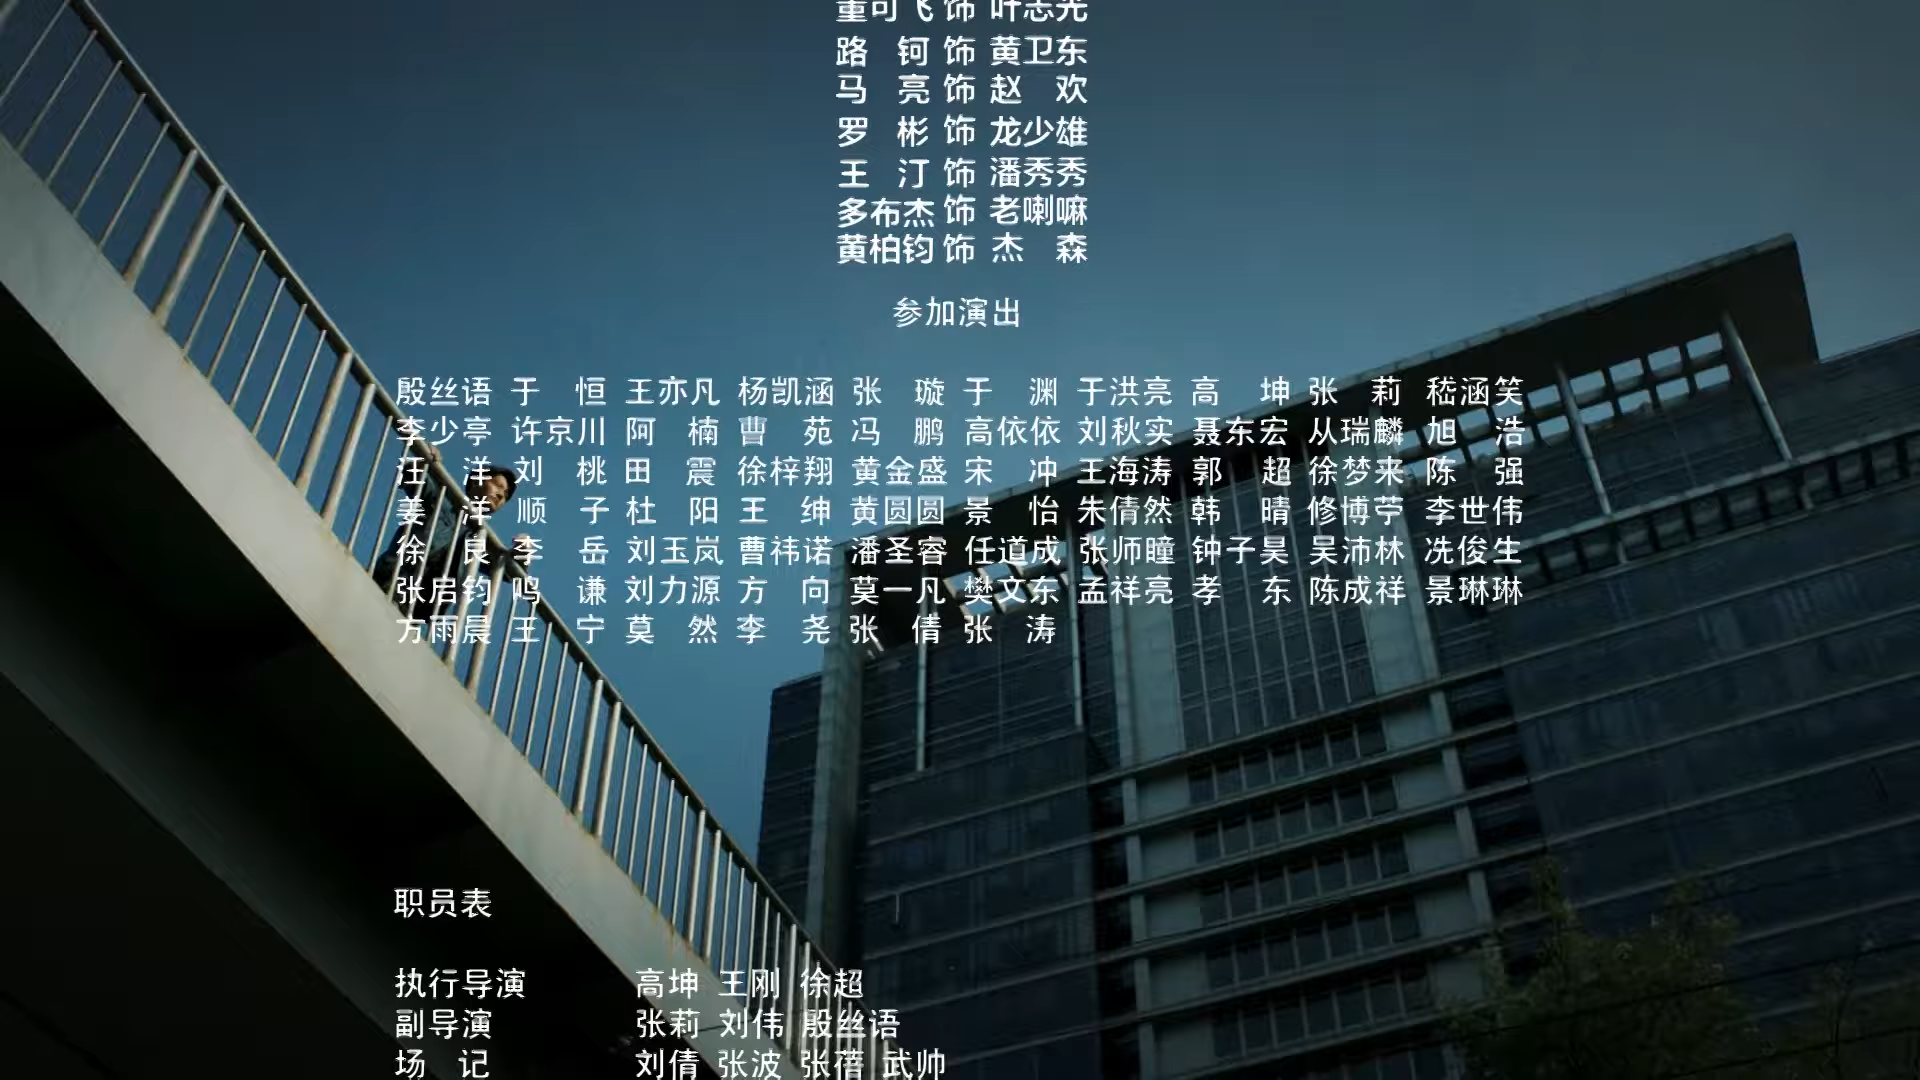 董可飞 饰 叶志光
路 钶 饰 黄卫东
马 亮 饰 赵 欢
罗 彬 饰 龙少雄
王 汀 饰 潘秀秀
多布杰 饰 老喇嘛
黄柏钧 饰 杰 森
参加演出
殷丝语 于 恒 王亦凡 杨凯涵 张 璇 于 渊 于洪亮 高 坤 张 莉 嵇涵笑
李少亭 许京川 阿 楠 曹 苑 冯 鹏 高依依 刘秋实 聂东宏 从瑞麟 旭 浩
汪 洋 刘 桃 田 震 徐梓翔 黄金盛 宋 冲 王海涛 郭 超 徐梦来 陈 强
姜 洋 顺 子 杜 阳 王 绅 黄圆圆 景 怡 朱倩然 韩 晴 修博苧 李世伟
徐 良 李 岳 刘玉岚 曹祎诺 潘圣睿 任道成 张师瞳 钟子昊 吴沛林 冼俊生
张启钧 鸣 谦 刘力源 方 向 莫一凡 樊文东 孟祥亮 孝 东 陈成祥 景琳琳
方雨晨 王 宁 莫 然 李 尧 张 倩 张 涛
职员表
执行导演 高坤 王刚 徐超
副导演 张莉 刘伟 殷丝语
场 记 刘倩 张波 张蓓 武帅